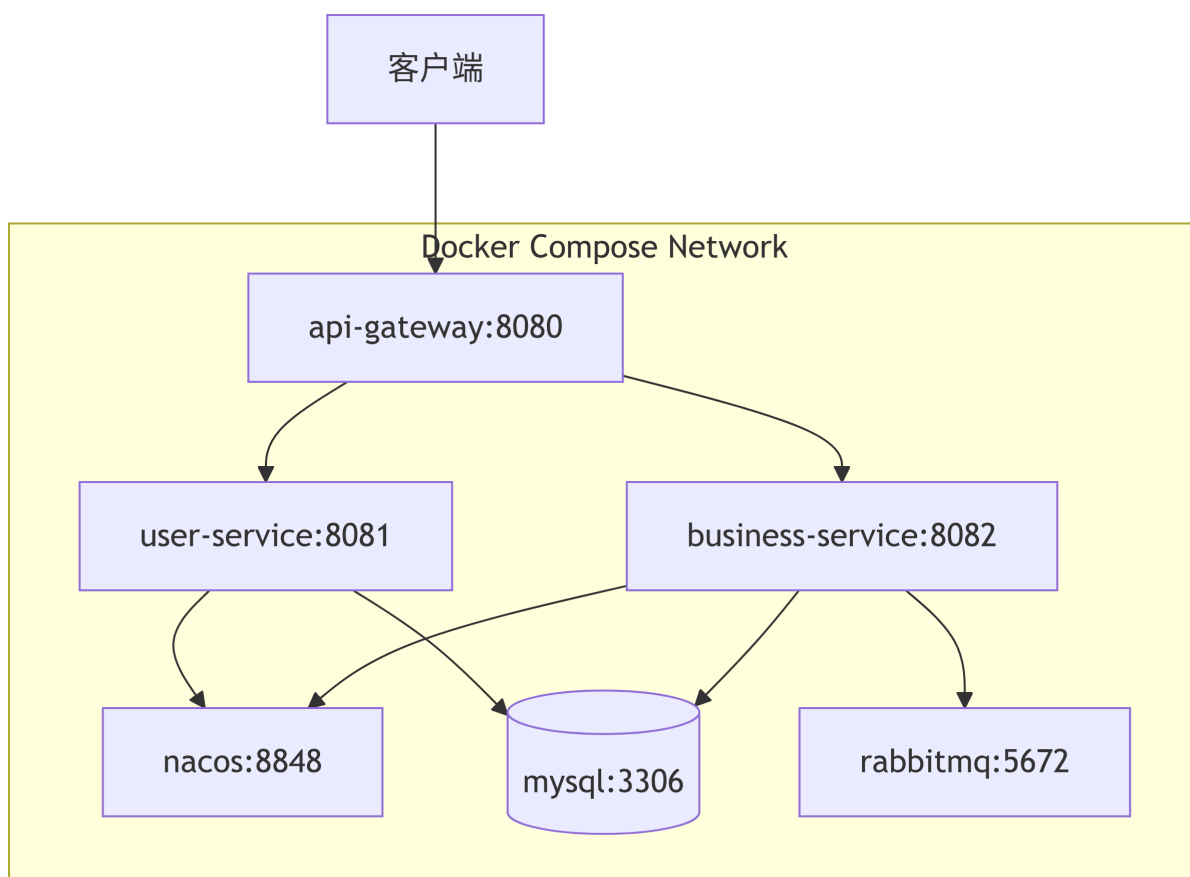 客户端
Docker Compose Network
api-gateway:8080
user-service:8081
business-service:8082
nacos:8848
mysql:3306
rabbitmq:5672